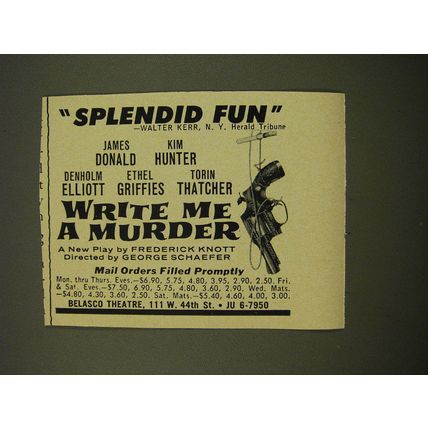 "SPLENDID FUN"
—WALTER KERR, N. Y. Herald Tribune
JAMES KIM
DONALD HUNTER
DENHOLM ETHEL TORIN
ELLIOTT GRIFFIES THATCHER
WRITE ME
A MURDER
A New Play by FREDERICK KNOTT
Directed by GEORGE SCHAEFER
Mail Orders Filled Promptly
Mon. thru Thurs. Eves.—$6.90, 5.75, 4.80, 3.95, 2.90, 2.50. Fri.
& Sat. Eves.—$7.50, 6.90, 5.75, 4.80, 3.60, 2.90. Wed. Mats.
—$4.80, 4.30, 3.60, 2.50. Sat. Mats.—$5.40, 4.60, 4.00, 3.00.
BELASCO THEATRE, 111 W. 44th St. • JU 6-7950